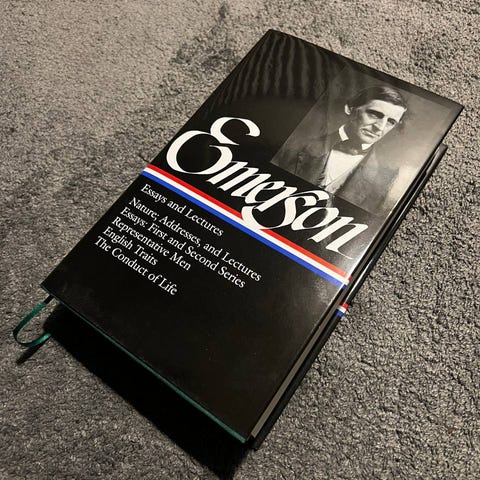 Emerson
Essays and Lectures
Nature, Addresses, and Lectures
Essays: First and Second Series
Representative Men
English Traits
The Conduct of Life